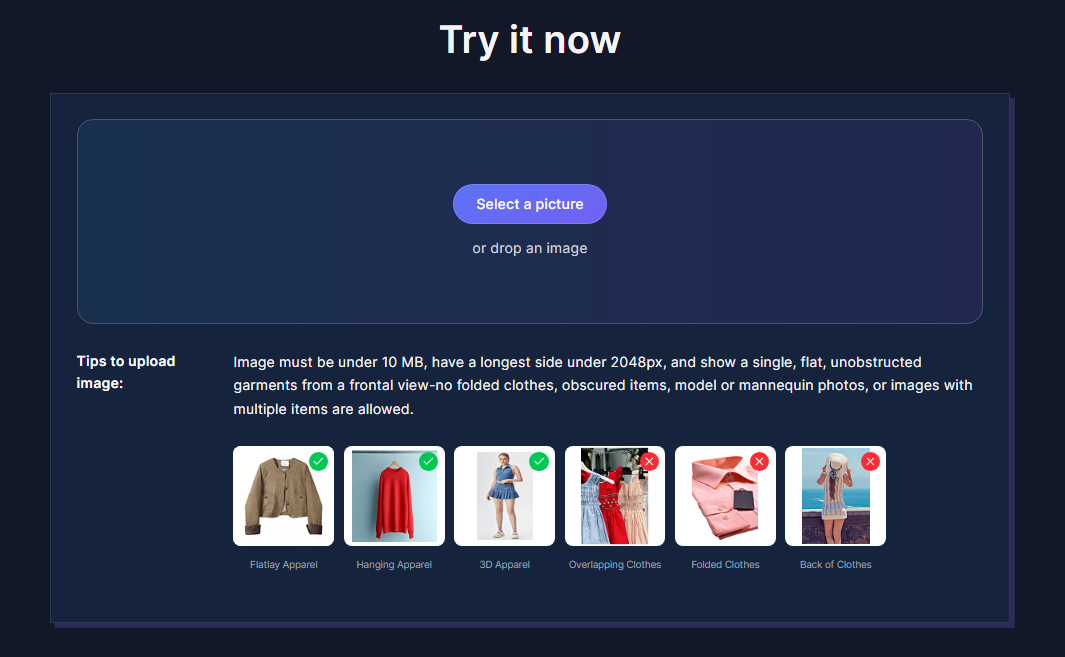 Try it now
Select a picture
or drop an image
Tips to upload
image:
Image must be under 10 MB, have a longest side under 2048px, and show a single, flat, unobstructed
garments from a frontal view-no folded clothes, obscured items, model or mannequin photos, or images with
multiple items are allowed.
Flatlay Apparel
Hanging Apparel
3D Apparel
Overlapping Clothes
Folded Clothes
Back of Clothes